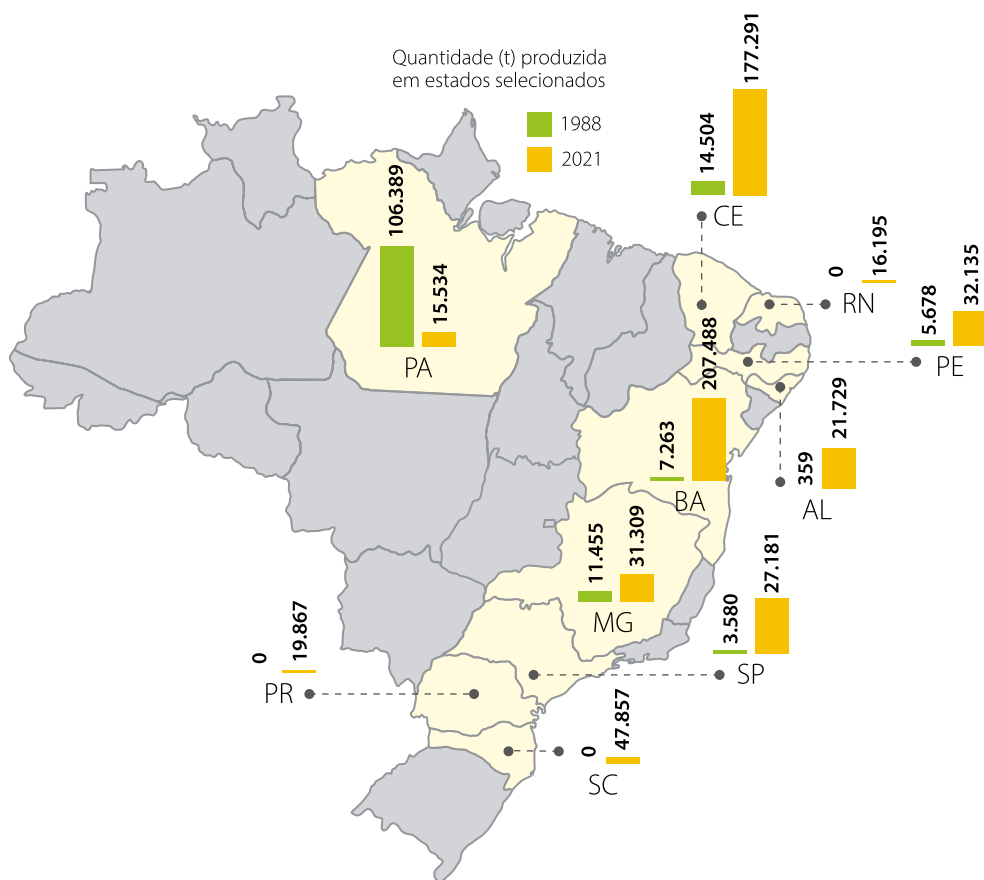 Quantidade (t) produzida
em estados selecionados
1988
2021
14.504
177.291
CE
106.389
15.534
PA
0
16.195
RN
5.678
32.135
PE
7.263
207.488
BA
359
21.729
AL
11.455
31.309
MG
3.580
27.181
SP
0
19.867
PR
0
47.857
SC